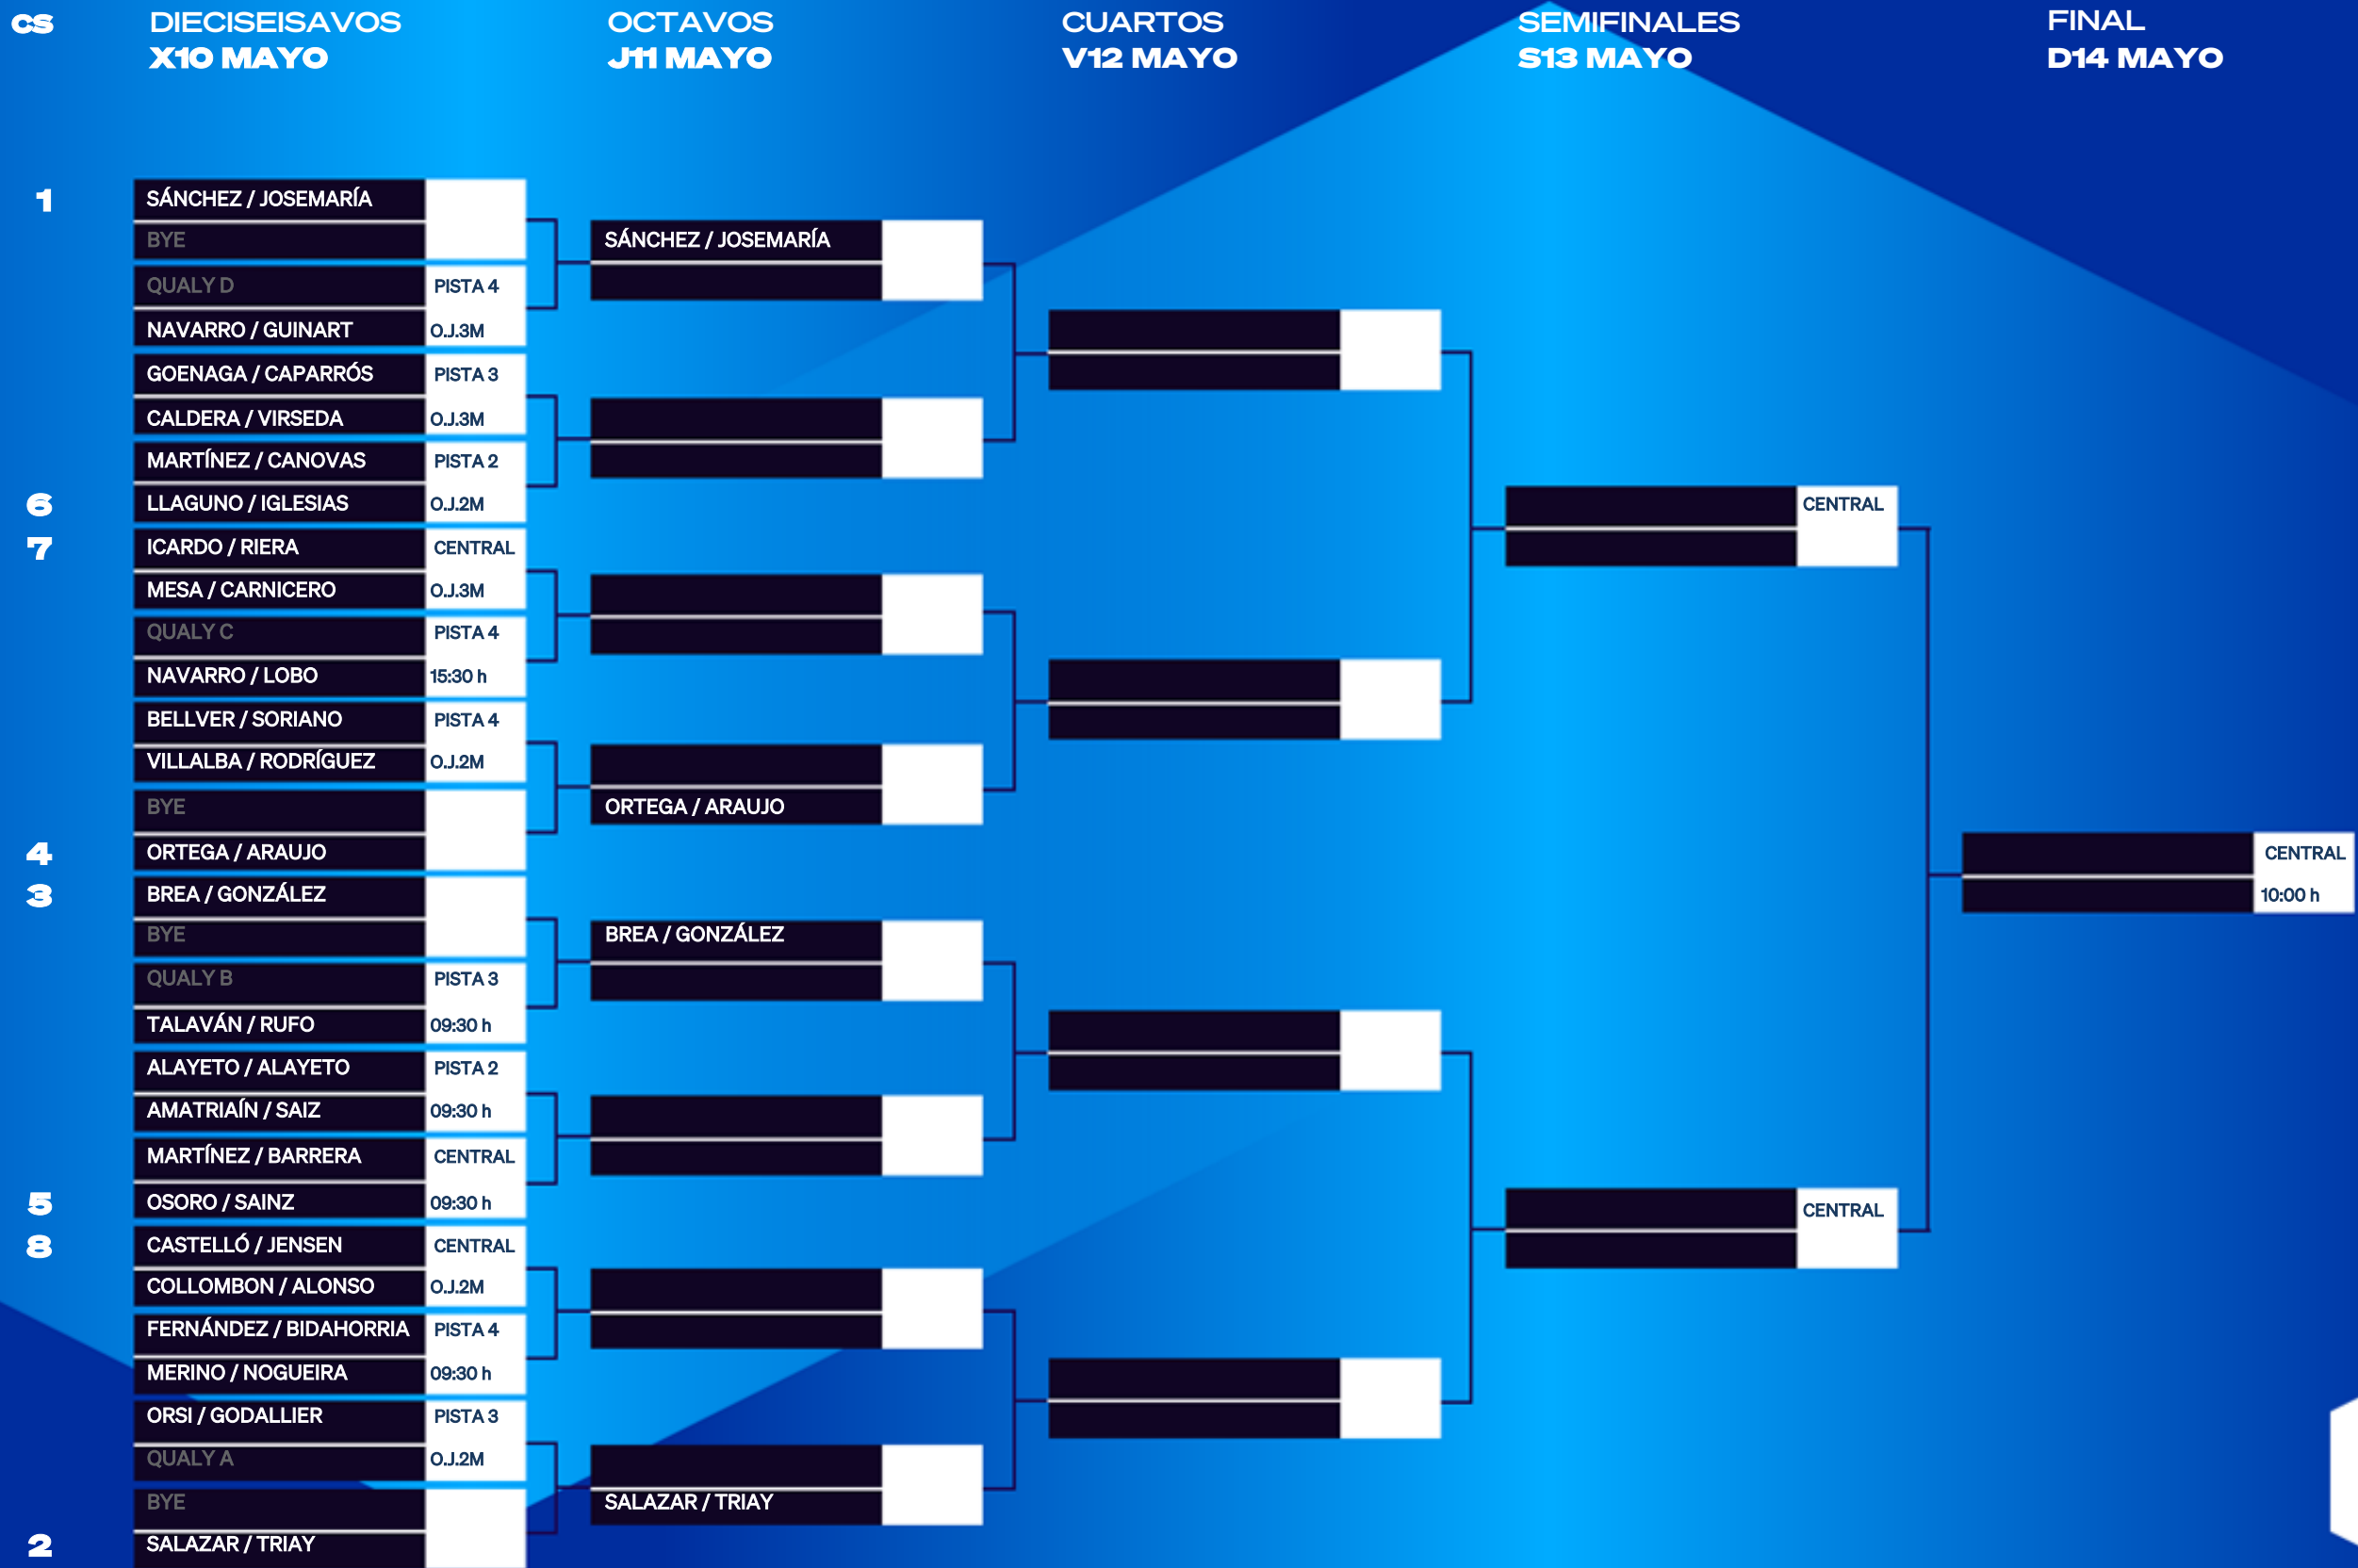 CS
DIECISEISAVOS
X10 MAYO
OCTAVOS
J11 MAYO
CUARTOS
V12 MAYO
SEMIFINALES
S13 MAYO
FINAL
D14 MAYO
1
SÁNCHEZ / JOSEMARÍA
BYE
QUALY D
PISTA 4
NAVARRO / GUINART
O.J.3M
GOENAGA / CAPARRÓS
PISTA 3
CALDERA / VIRSEDA
O.J.3M
MARTÍNEZ / CANOVAS
PISTA 2
6
LLAGUNO / IGLESIAS
O.J.2M
7
ICARDO / RIERA
CENTRAL
MESA / CARNICERO
O.J.3M
QUALY C
PISTA 4
NAVARRO / LOBO
15:30 h
BELLVER / SORIANO
PISTA 4
VILLALBA / RODRÍGUEZ
O.J.2M
BYE
4
ORTEGA / ARAUJO
3
BREA / GONZÁLEZ
BYE
QUALY B
PISTA 3
TALAVÁN / RUFO
09:30 h
ALAYETO / ALAYETO
PISTA 2
AMATRIAÍN / SAIZ
09:30 h
MARTÍNEZ / BARRERA
CENTRAL
5
OSORO / SAINZ
09:30 h
8
CASTELLÓ / JENSEN
CENTRAL
COLLOMBON / ALONSO
O.J.2M
FERNÁNDEZ / BIDAHORRIA
PISTA 4
MERINO / NOGUEIRA
09:30 h
ORSI / GODALLIER
PISTA 3
QUALY A
O.J.2M
BYE
2
SALAZAR / TRIAY
SÁNCHEZ / JOSEMARÍA
ORTEGA / ARAUJO
BREA / GONZÁLEZ
SALAZAR / TRIAY
CENTRAL
CENTRAL
CENTRAL
10:00 h